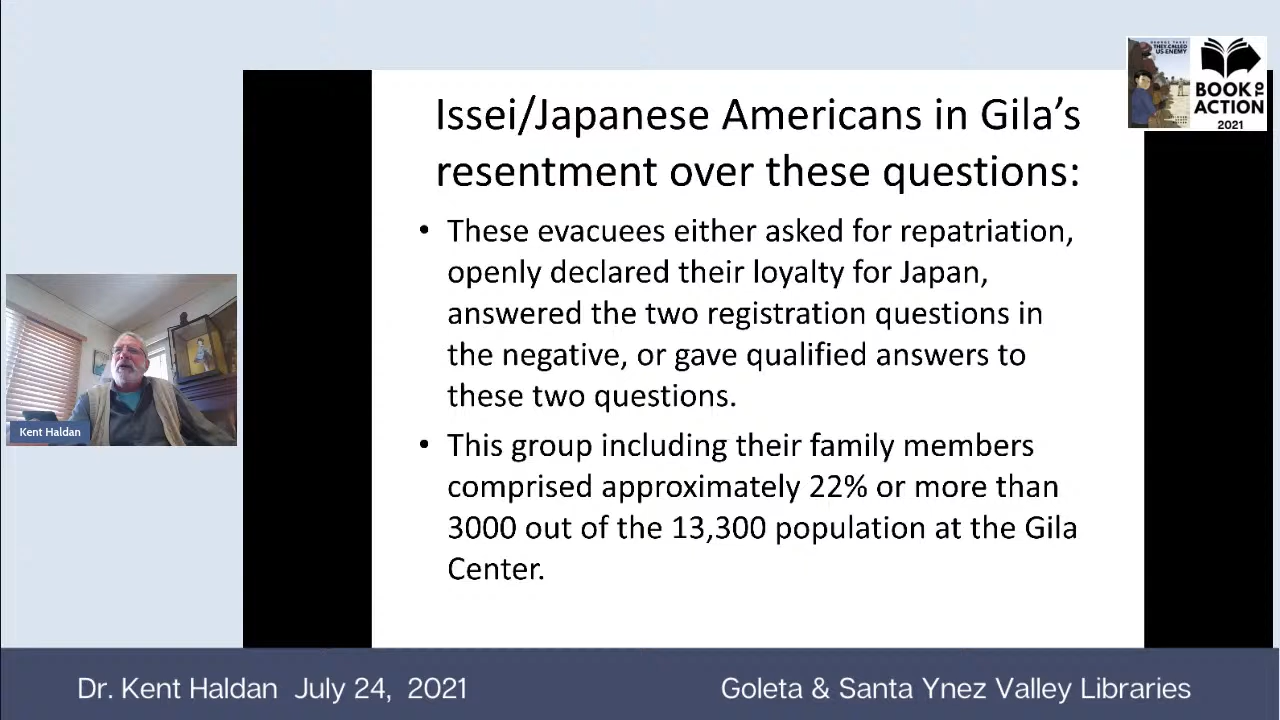 Issei/Japanese Americans in Gila’s
resentment over these questions:
• These evacuees either asked for repatriation,
openly declared their loyalty for Japan,
answered the two registration questions in
the negative, or gave qualified answers to
these two questions.
• This group including their family members
comprised approximately 22% or more than
3000 out of the 13,300 population at the Gila
Center.
THEY CALLED
US ENEMY
BOOK TO
ACTION
2021
Kent Haldan
Dr. Kent Haldan July 24, 2021
Goleta & Santa Ynez Valley Libraries